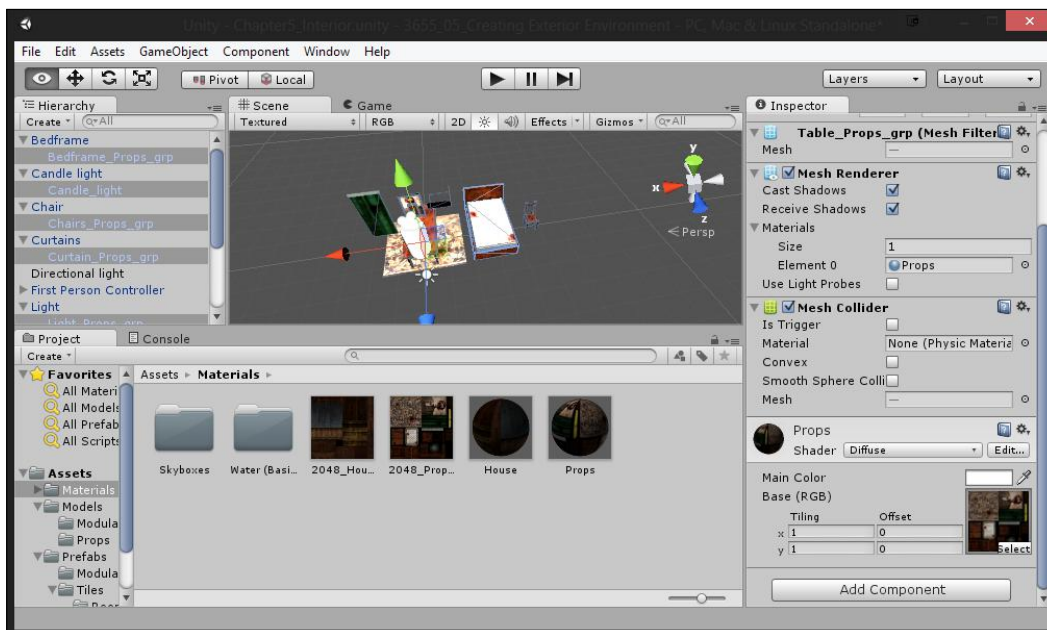 Unity - Chapter5_Interior.unity - 3655_05_Creating Exterior Environment - PC, Mac & Linux Standalone*
File Edit Assets GameObject Component Window Help
Pivot Local Layers Layout
Hierarchy
Create All
Bedframe
Bedframe_Props_grp
Candle light
Candle_light
Chair
Chairs_Props_grp
Curtains
Curtain_Props_grp
Directional light
First Person Controller
Light
Light_Props_grp
Scene Game
Textured RGB 2D Effects Gizmos All
y
x
z
Persp
Inspector
Table_Props_grp (Mesh Filter
Mesh —
Mesh Renderer
Cast Shadows
Receive Shadows
Materials
Size 1
Element 0 Props
Use Light Probes
Mesh Collider
Is Trigger
Material None (Physic Materia
Convex
Smooth Sphere Colli
Mesh —
Props
Shader Diffuse Edit...
Main Color
Base (RGB)
Tiling Offset
x 1 0
y 1 0
Select
Add Component
Project Console
Create
Favorites
All Materi
All Models
All Prefab
All Scripts
Assets
Materials
Models
Modula
Props
Prefabs
Modula
Tiles
Assets Materials
Skyboxes
Water (Basi...
2048_Hou...
2048_Prop...
House
Props